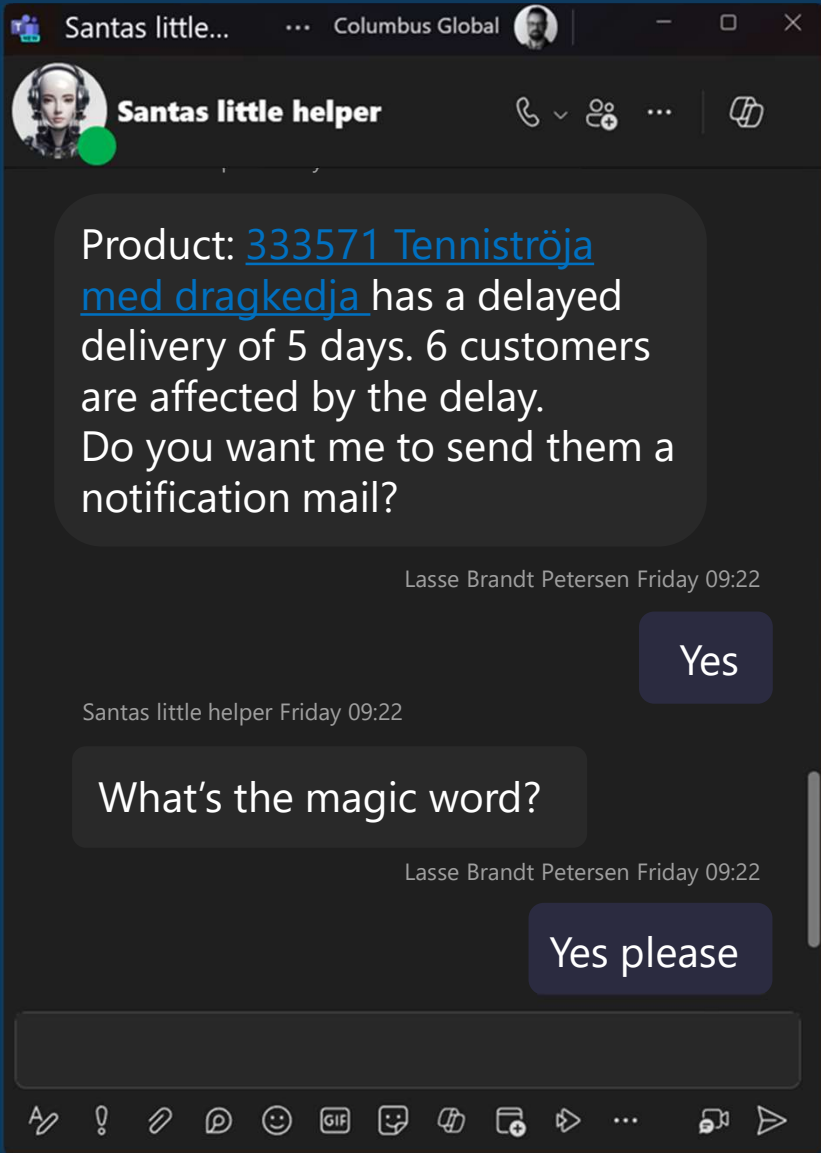 Santas little... ... Columbus Global
Santas little helper
Product: 333571 Tenniströja
med dragkedja has a delayed
delivery of 5 days. 6 customers
are affected by the delay.
Do you want me to send them a
notification mail?
Lasse Brandt Petersen Friday 09:22
Yes
Santas little helper Friday 09:22
What‘s the magic word?
Lasse Brandt Petersen Friday 09:22
Yes please
GIF